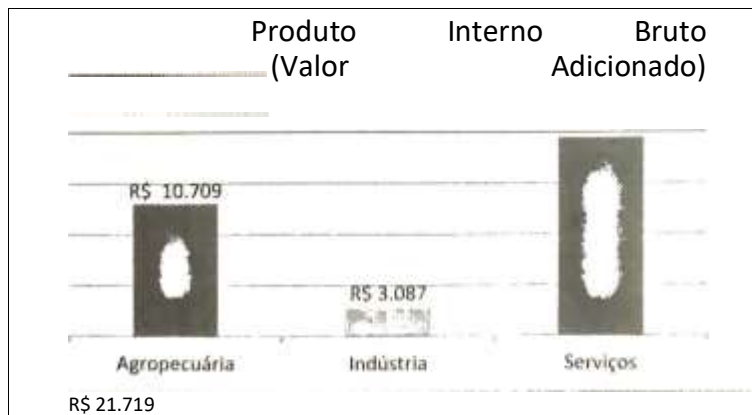 Produto Interno Bruto
(Valor Adicionado)
R$ 10.709
R$ 3.087
Agropecuária Indústria Serviços
R$ 21.719